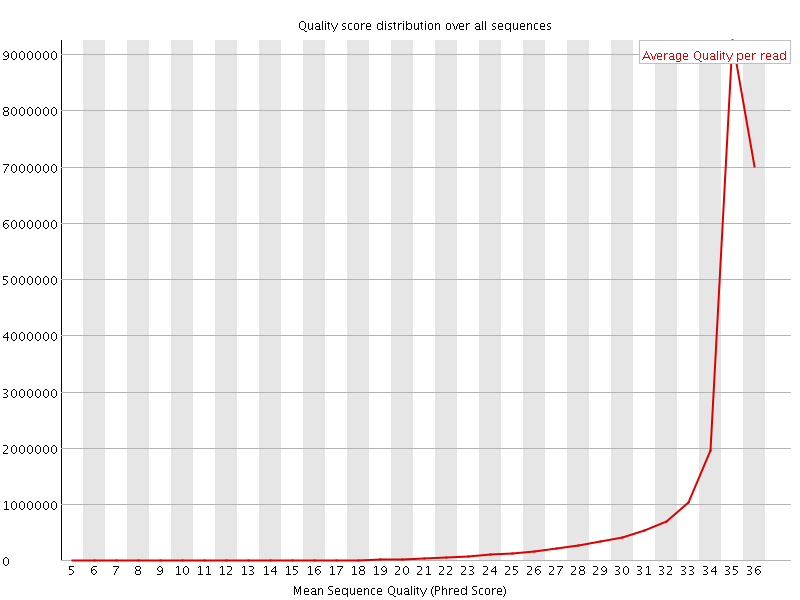 Quality score distribution over all sequences
Average Quality per read
9000000
8000000
7000000
6000000
5000000
4000000
3000000
2000000
1000000
0
5 6 7 8 9 10 11 12 13 14 15 16 17 18 19 20 21 22 23 24 25 26 27 28 29 30 31 32 33 34 35 36
Mean Sequence Quality (Phred Score)